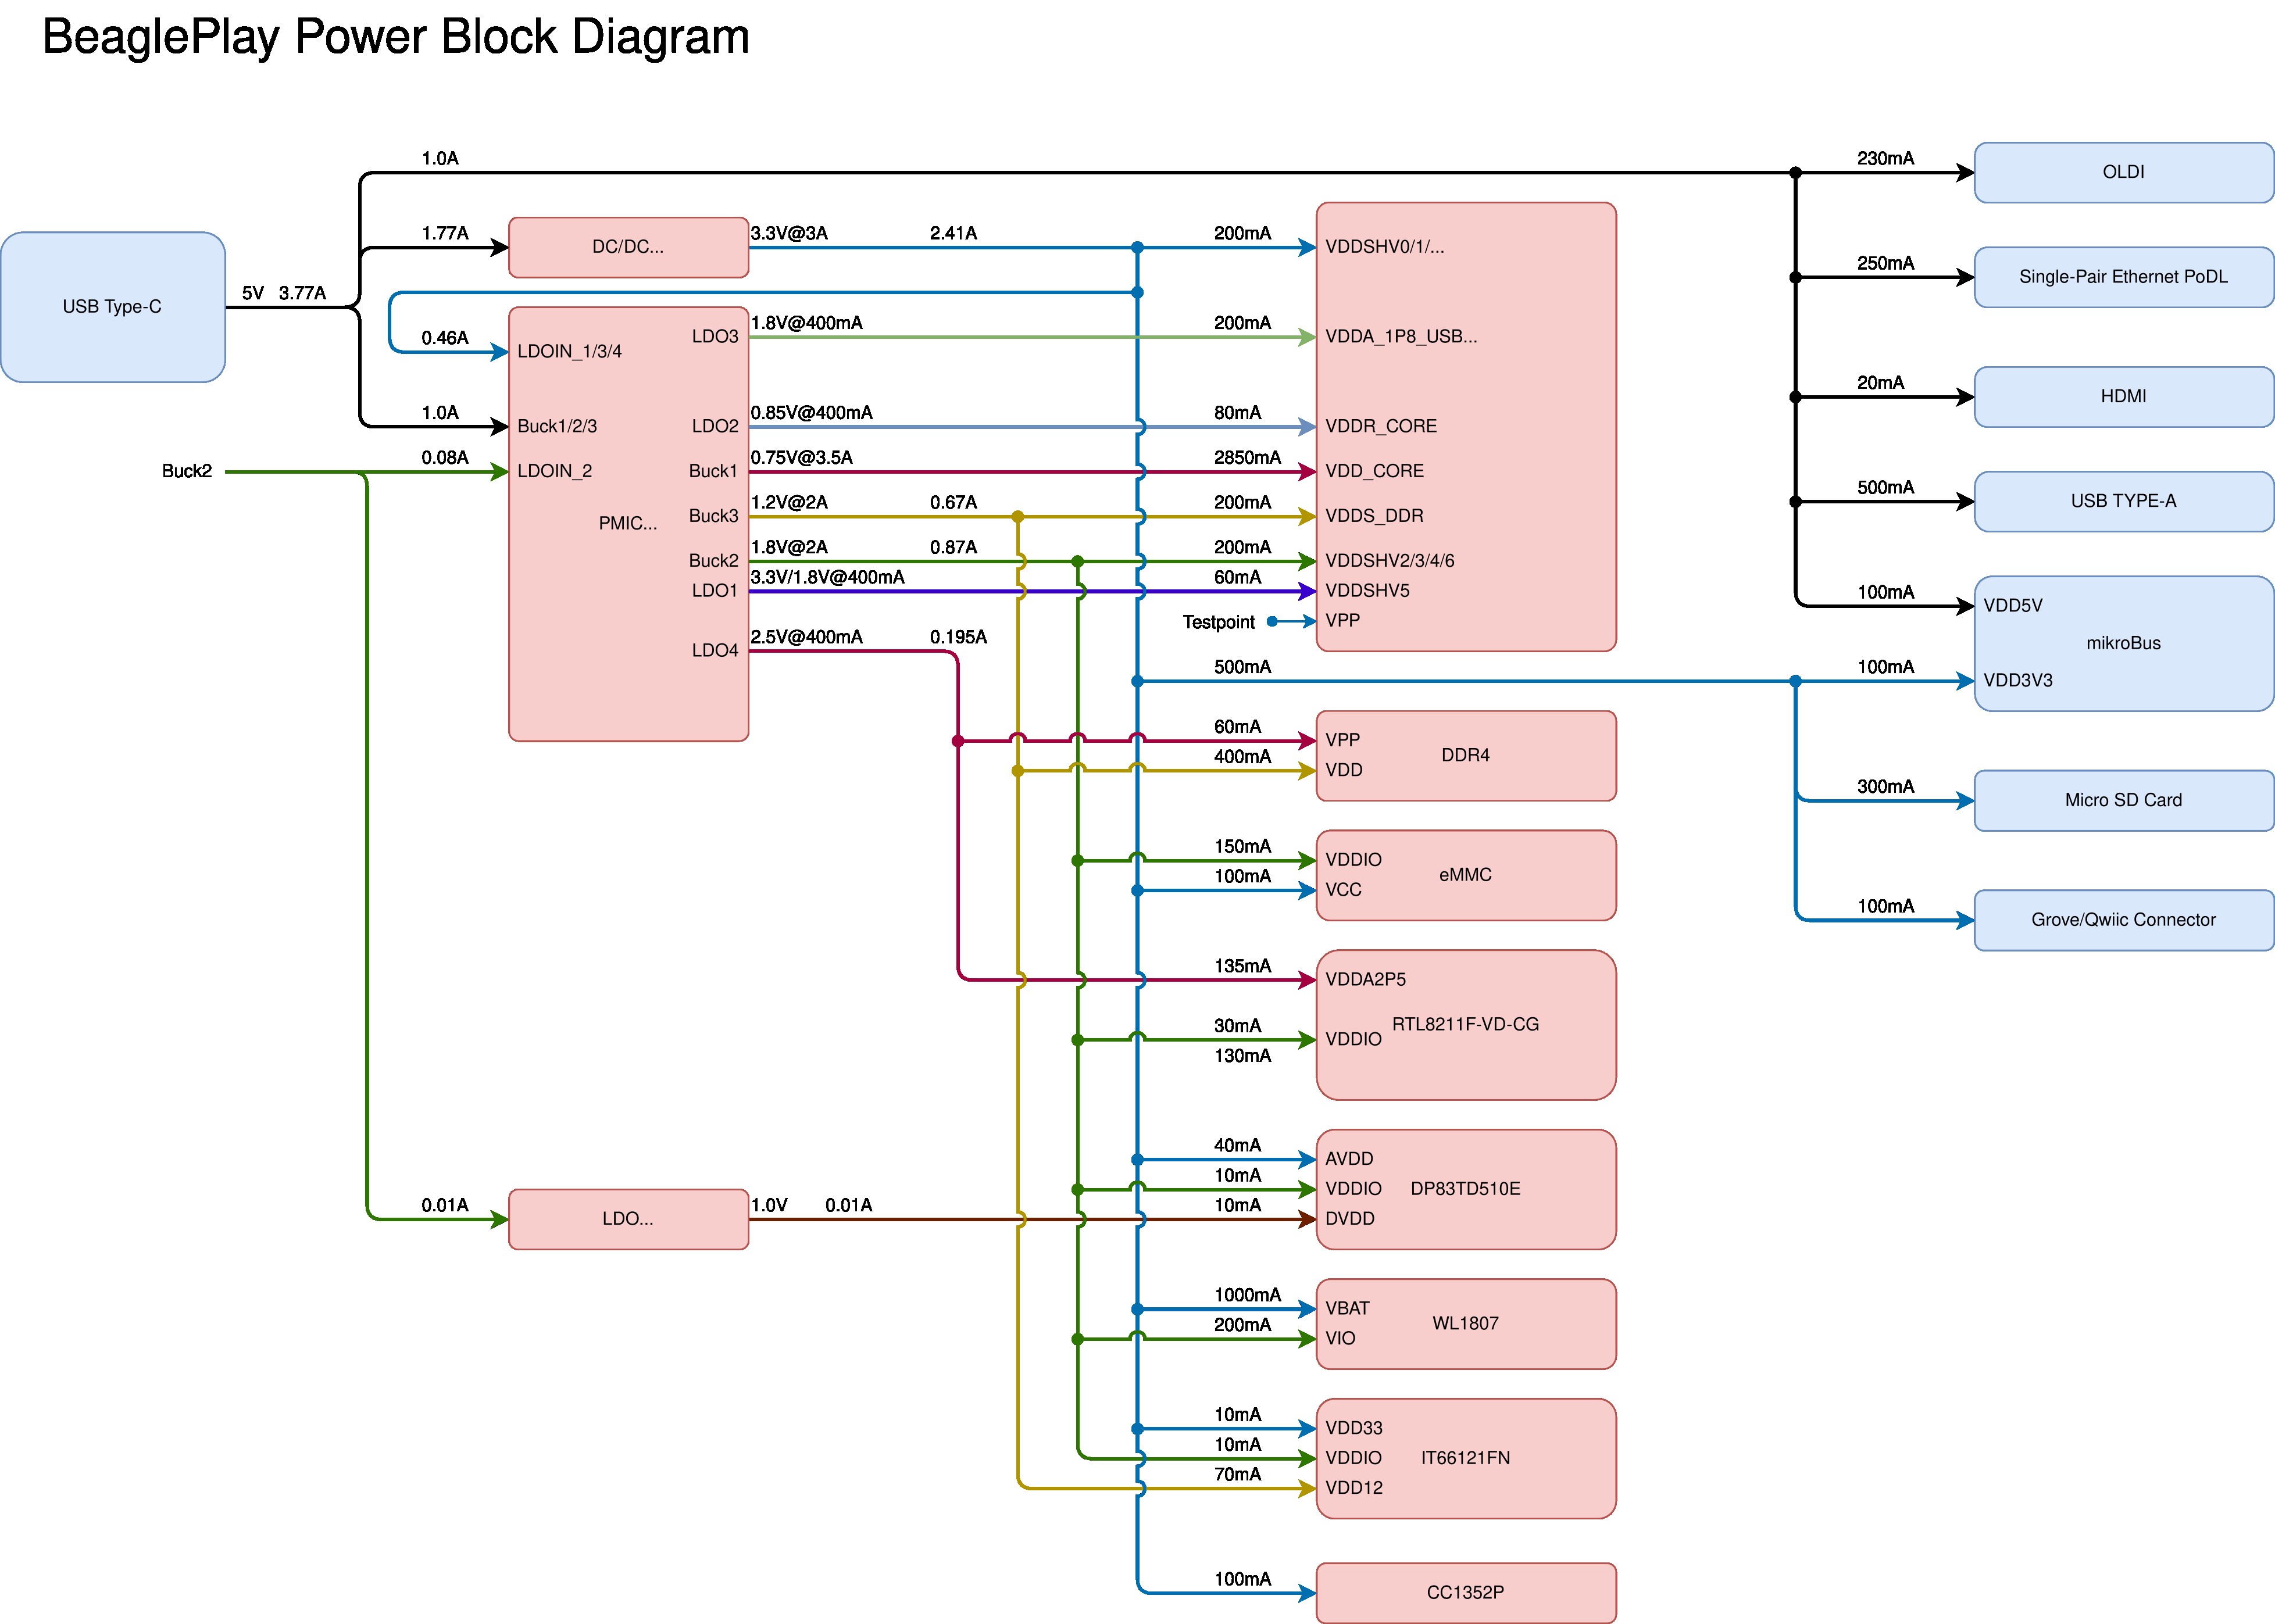 BeaglePlay Power Block Diagram
1.0A
230mA
OLDI
1.77A
DC/DC...
3.3V@3A
2.41A
200mA
VDDSHV0/1/...
250mA
Single-Pair Ethernet PoDL
USB Type-C
5V
3.77A
0.46A
LDOIN_1/3/4
LDO3
1.8V@400mA
200mA
VDDA_1P8_USB...
20mA
HDMI
1.0A
Buck1/2/3
LDO2
0.85V@400mA
80mA
VDDR_CORE
Buck2
0.08A
LDOIN_2
Buck1
0.75V@3.5A
2850mA
VDD_CORE
500mA
USB TYPE-A
PMIC...
Buck3
1.2V@2A
0.67A
200mA
VDDS_DDR
Buck2
1.8V@2A
0.87A
200mA
VDDSHV2/3/4/6
LDO1
3.3V/1.8V@400mA
60mA
VDDSHV5
100mA
VDD5V
Testpoint
VPP
mikroBus
LDO4
2.5V@400mA
0.195A
500mA
100mA
VDD3V3
60mA
VPP
DDR4
400mA
VDD
300mA
Micro SD Card
150mA
VDDIO
eMMC
100mA
VCC
100mA
Grove/Qwiic Connector
135mA
VDDA2P5
RTL8211F-VD-CG
30mA
VDDIO
130mA
40mA
AVDD
10mA
VDDIO
DP83TD510E
0.01A
LDO...
1.0V
0.01A
10mA
DVDD
1000mA
VBAT
WL1807
200mA
VIO
10mA
VDD33
10mA
VDDIO
IT66121FN
70mA
VDD12
100mA
CC1352P